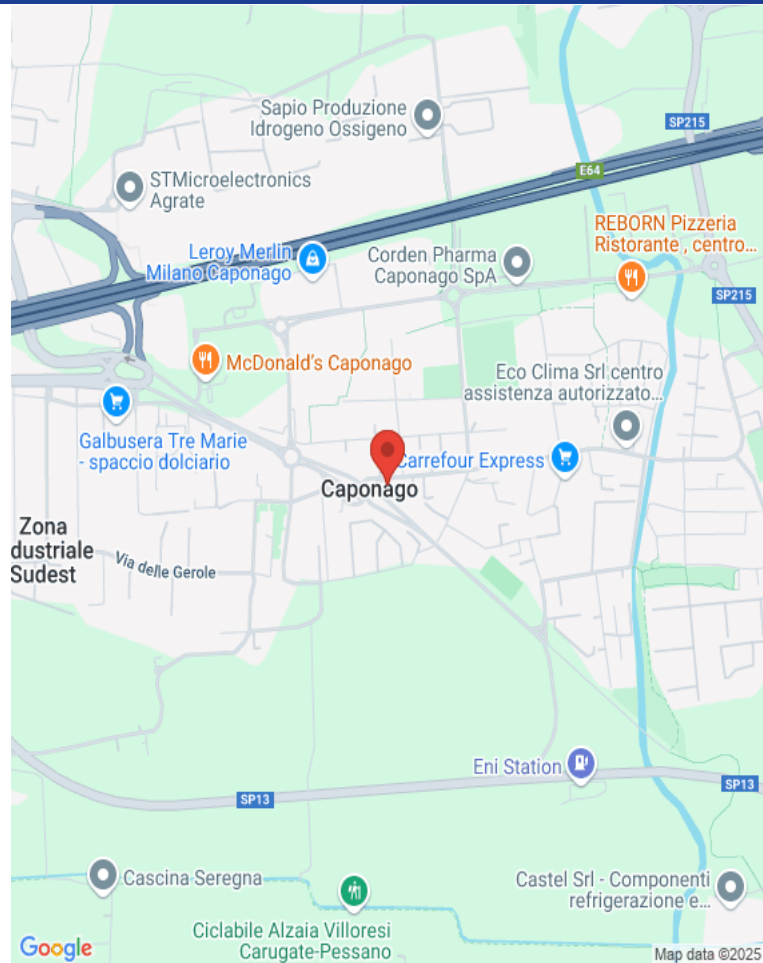 Sapio Produzione
Idrogeno Ossigeno
SP215
E64
STMicroelectronics
Agrate
REBORN Pizzeria
Ristorante , centro...
Leroy Merlin
Milano Caponago
Corden Pharma
Caponago SpA
SP215
McDonald's Caponago
Eco Clima Srl centro
assistenza autorizzato...
Galbusera Tre Marie
- spaccio dolciario
Carrefour Express
Caponago
Zona
dustriale
Sudest
Via delle Gerole
Eni Station
SP13
SP13
Cascina Seregna
Castel Srl - Componenti
refrigerazione e...
Ciclabile Alzaia Villoresi
Carugate-Pessano
Google
Map data ©2025